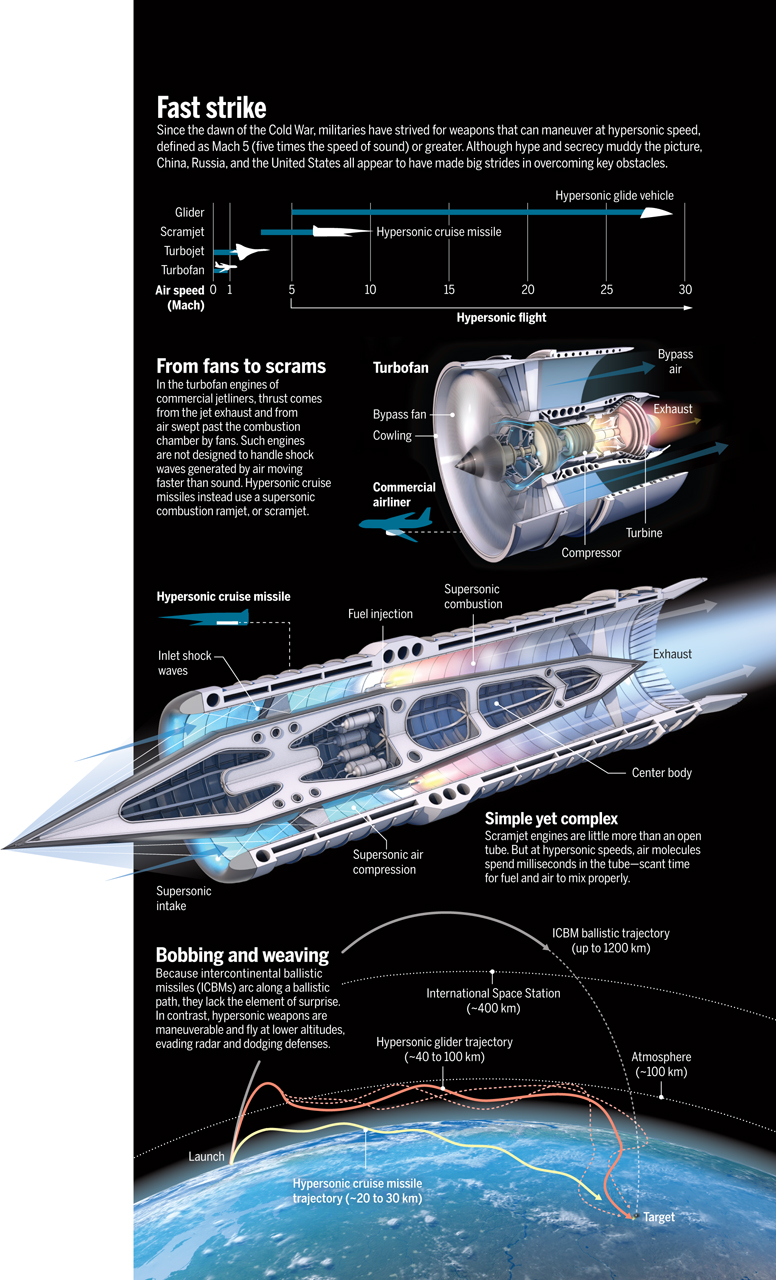 Fast strike
Since the dawn of the Cold War, militaries have strived for weapons that can maneuver at hypersonic speed,
defined as Mach 5 (five times the speed of sound) or greater. Although hype and secrecy muddy the picture,
China, Russia, and the United States all appear to have made big strides in overcoming key obstacles.
Hypersonic glide vehicle
Glider
Scramjet
Hypersonic cruise missile
Turbojet
Turbofan
Air speed
(Mach)
0 1 5 10 15 20 25 30
Hypersonic flight
From fans to scrams
In the turbofan engines of
commercial jetliners, thrust comes
from the jet exhaust and from
air swept past the combustion
chamber by fans. Such engines
are not designed to handle shock
waves generated by air moving
faster than sound. Hypersonic cruise
missiles instead use a supersonic
combustion ramjet, or scramjet.
Turbofan
Bypass
air
Bypass fan
Exhaust
Cowling
Commercial
airliner
Turbine
Compressor
Hypersonic cruise missile
Supersonic
combustion
Fuel injection
Inlet shock
waves
Exhaust
Center body
Simple yet complex
Scramjet engines are little more than an open
tube. But at hypersonic speeds, air molecules
spend milliseconds in the tube—scant time
for fuel and air to mix properly.
Supersonic air
compression
Supersonic
intake
Bobbing and weaving
Because intercontinental ballistic
missiles (ICBMs) arc along a ballistic
path, they lack the element of surprise.
In contrast, hypersonic weapons are
maneuverable and fly at lower altitudes,
evading radar and dodging defenses.
ICBM ballistic trajectory
(up to 1200 km)
International Space Station
(~400 km)
Hypersonic glider trajectory
(~40 to 100 km)
Atmosphere
(~100 km)
Launch
Hypersonic cruise missile
trajectory (~20 to 30 km)
Target